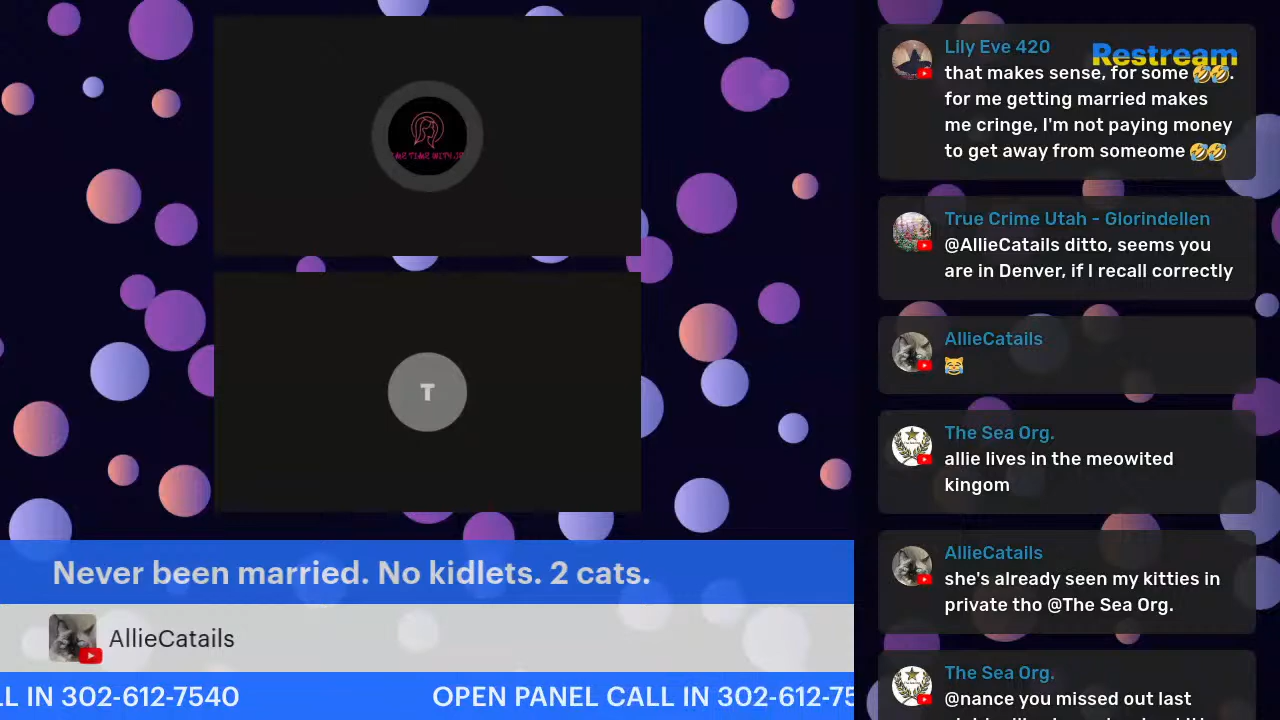 T
Never been married. No kidlets. 2 cats.
AllieCatails
LL IN 302-612-7540 OPEN PANEL CALL IN 302-612-75
Restream
Lily Eve 420
that makes sense, for some 🤣🤣.
for me getting married makes
me cringe, I'm not paying money
to get away from someome 🤣🤣
True Crime Utah - Glorindellen
@AllieCatails ditto, seems you
are in Denver, if I recall correctly
AllieCatails
😹
The Sea Org.
allie lives in the meowited
kingom
AllieCatails
she's already seen my kitties in
private tho @The Sea Org.
The Sea Org.
@nance you missed out last